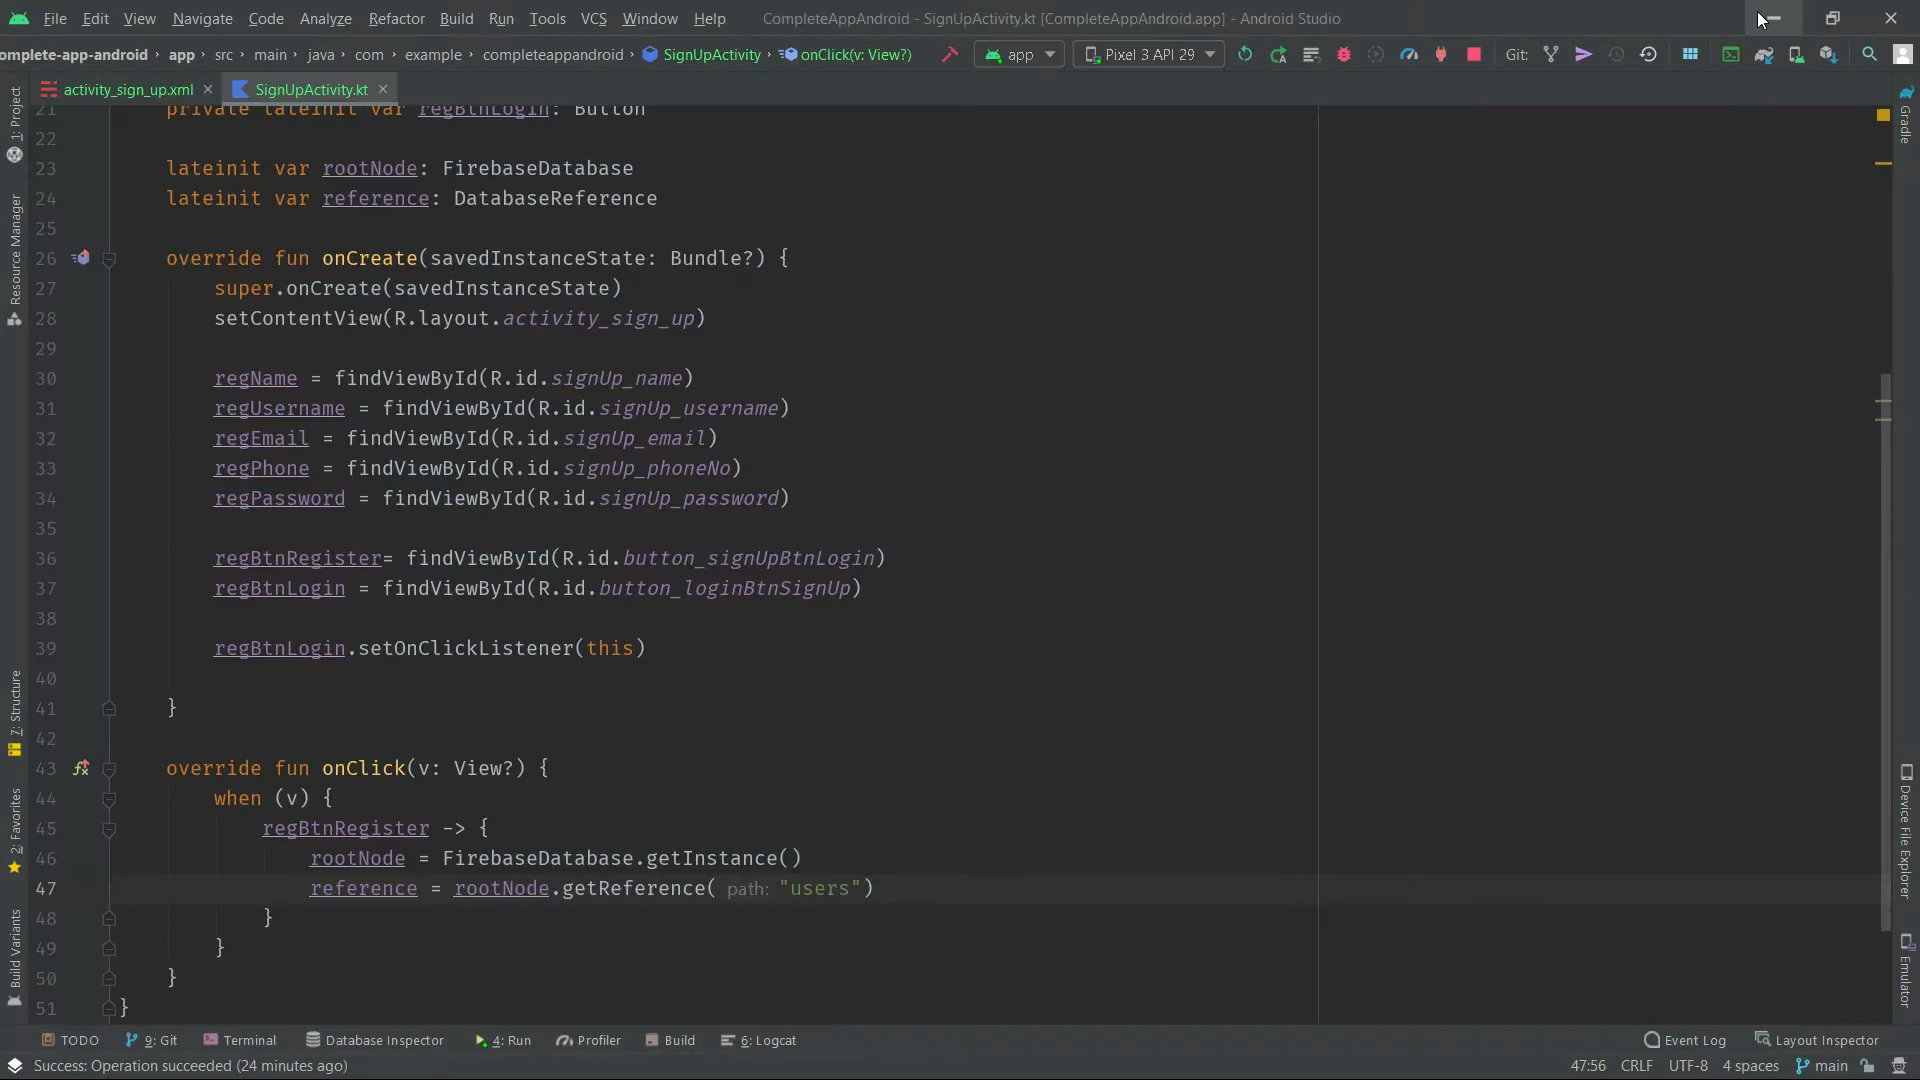 File Edit View Navigate Code Analyze Refactor Build Run Tools VCS Window Help CompleteAppAndroid - SignUpActivity.kt [CompleteAppAndroid.app] - Android Studio
omplete-app-android app src main java com example completeappandroid SignUpActivity onClick(v: View?) app Pixel 3 API 29 Git:
activity_sign_up.xml SignUpActivity.kt
21 private lateinit var regBtnLogin: Button
22
23 lateinit var rootNode: FirebaseDatabase
24 lateinit var reference: DatabaseReference
25
26 override fun onCreate(savedInstanceState: Bundle?) {
27 super.onCreate(savedInstanceState)
28 setContentView(R.layout.activity_sign_up)
29
30 regName = findViewById(R.id.signUp_name)
31 regUsername = findViewById(R.id.signUp_username)
32 regEmail = findViewById(R.id.signUp_email)
33 regPhone = findViewById(R.id.signUp_phoneNo)
34 regPassword = findViewById(R.id.signUp_password)
35
36 regBtnRegister= findViewById(R.id.button_signUpBtnLogin)
37 regBtnLogin = findViewById(R.id.button_loginBtnSignUp)
38
39 regBtnLogin.setOnClickListener(this)
40
41 }
42
43 override fun onClick(v: View?) {
44 when (v) {
45 regBtnRegister -> {
46 rootNode = FirebaseDatabase.getInstance()
47 reference = rootNode.getReference( path: "users")
48 }
49 }
50 }
51 }
1: Project
Resource Manager
7: Structure
2: Favorites
Build Variants
Gradle
Device File Explorer
Emulator
TODO 9: Git Terminal Database Inspector 4: Run Profiler Build 6: Logcat Event Log Layout Inspector
Success: Operation succeeded (24 minutes ago) 47:56 CRLF UTF-8 4 spaces main